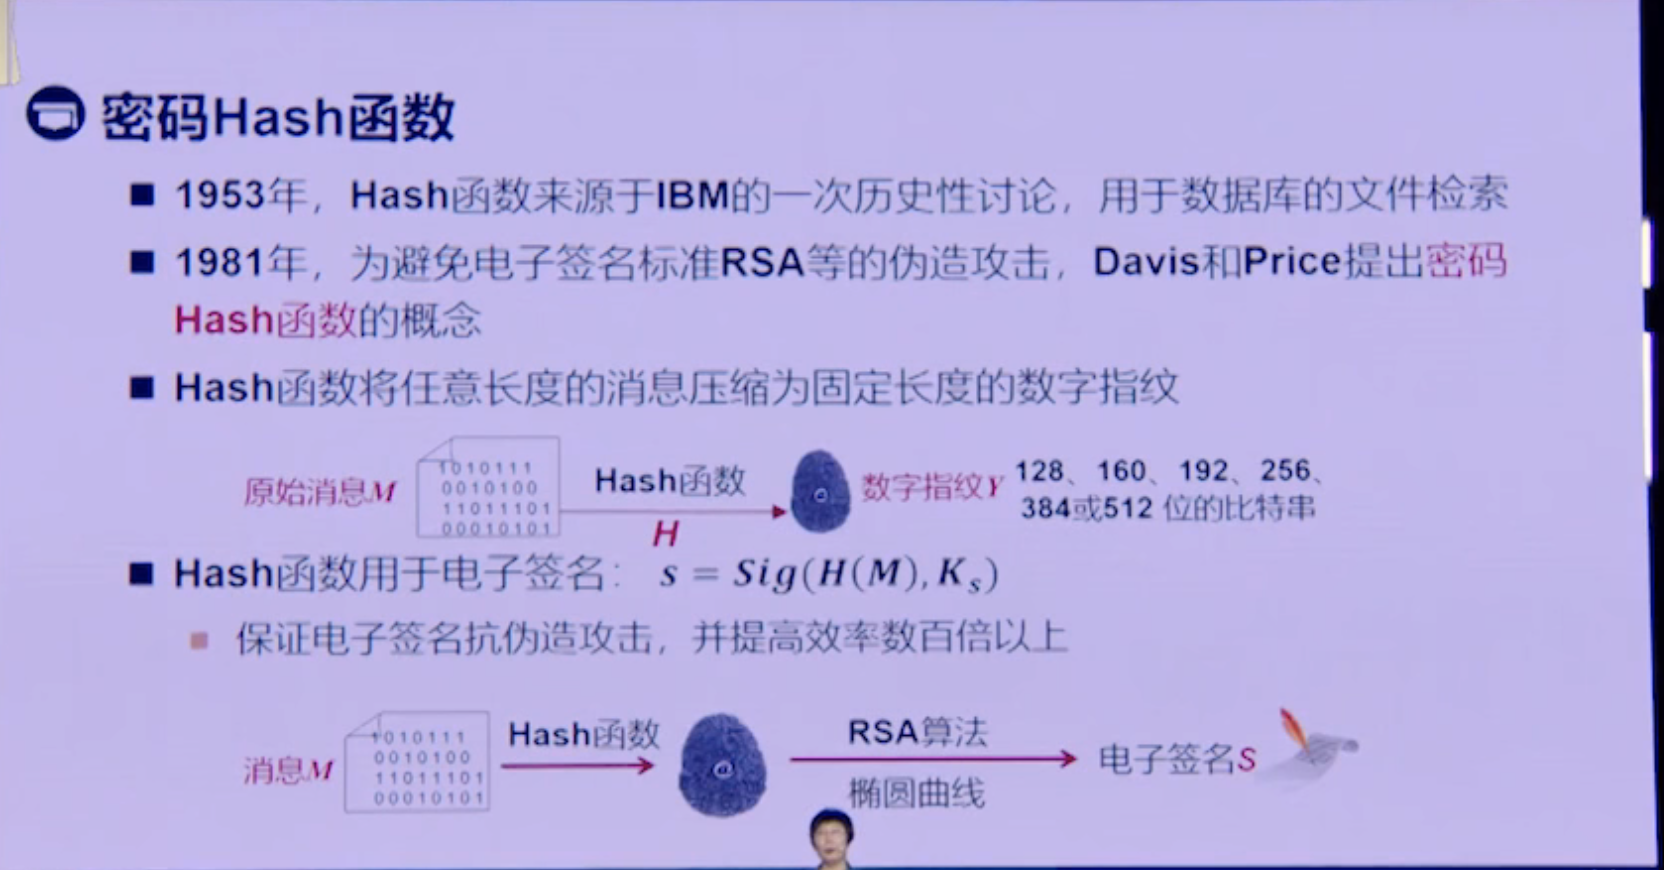 密码Hash函数
1953年，Hash函数来源于IBM的一次历史性讨论，用于数据库的文件检索
1981年，为避免电子签名标准RSA等的伪造攻击，Davis和Price提出密码
Hash函数的概念
Hash函数将任意长度的消息压缩为固定长度的数字指纹
原始消息M
1010111
0010100
11011101
00010101
Hash函数
H
数字指纹Y
128、160、192、256、
384或512 位的比特串
Hash函数用于电子签名： s = Sig(H(M), Kₛ)
保证电子签名抗伪造攻击，并提高效率数百倍以上
消息M
1010111
0010100
11011101
00010101
Hash函数
@
RSA算法
椭圆曲线
电子签名S